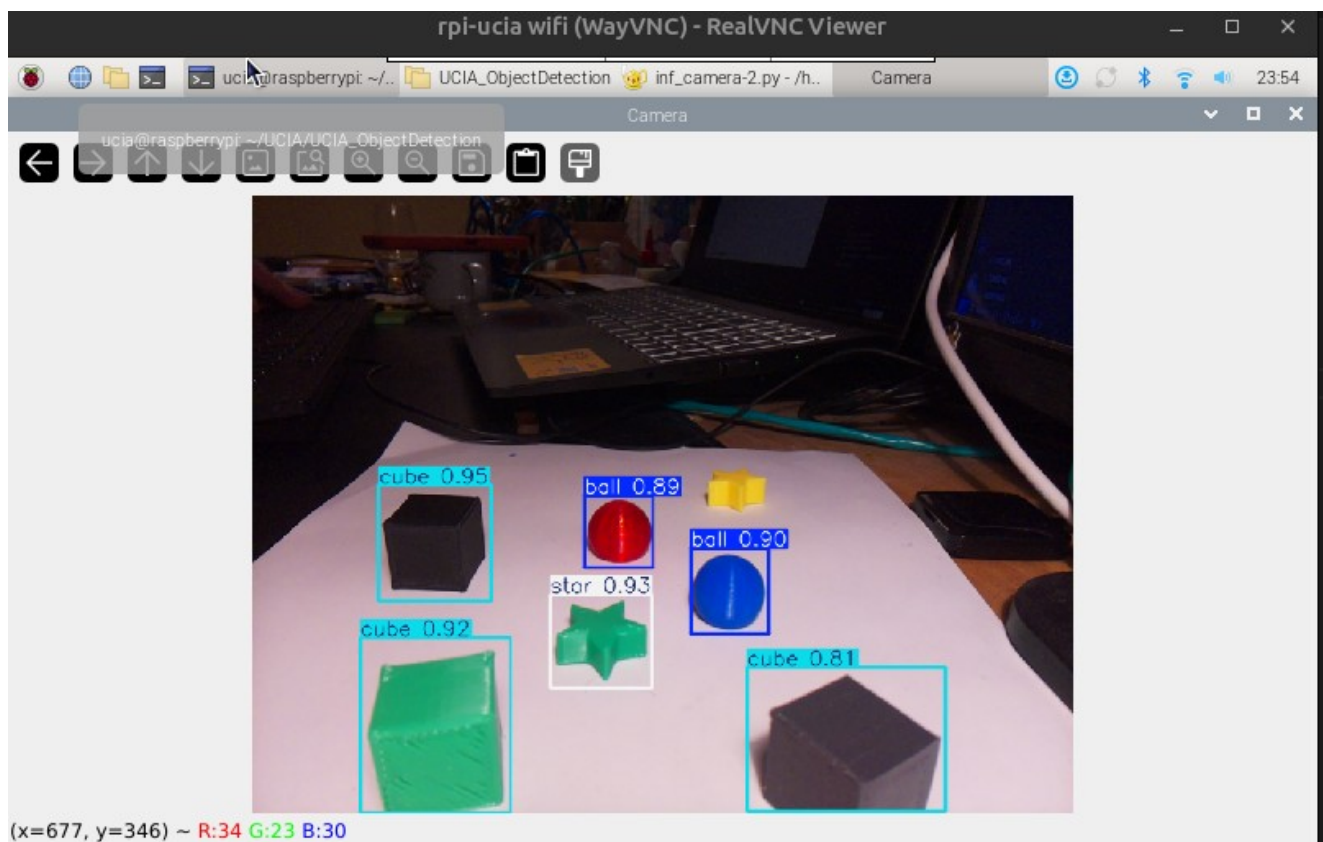 rpi-ucia wifi (WayVNC) - RealVNC Viewer
ucia@raspberrypi: ~/.. UCIA_ObjectDetection inf_camera-2.py - /h.. Camera 23:54
Camera
ucia@raspberrypi: ~/UCIA/UCIA_ObjectDetection
cube 0.95
ball 0.89
ball 0.90
star 0.93
cube 0.92
cube 0.81
(x=677, y=346) ~ R:34 G:23 B:30